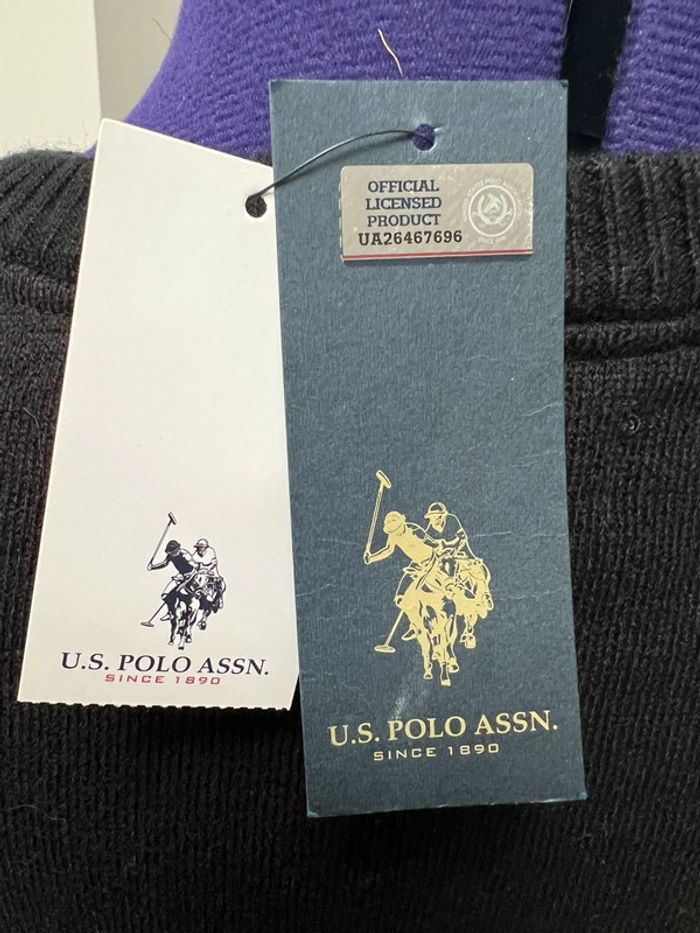 OFFICIAL
LICENSED
PRODUCT
UA26467696
U.S. POLO ASSN.
SINCE 1890
U.S. POLO ASSN.
SINCE 1890